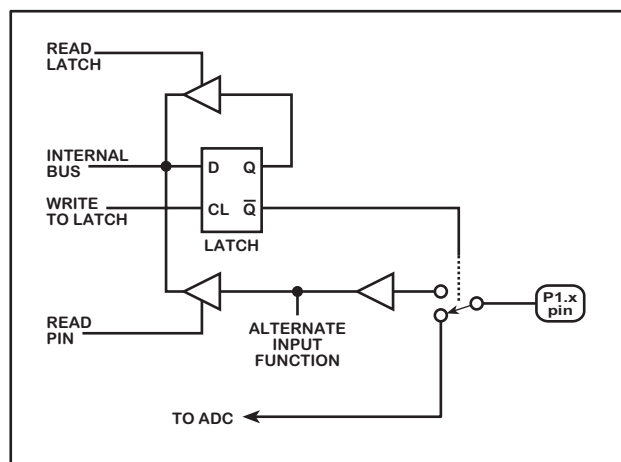 READ
LATCH
INTERNAL
BUS
D Q
WRITE
TO LATCH
CL Q̅
LATCH
READ
PIN
ALTERNATE
INPUT
FUNCTION
P1.x
pin
TO ADC